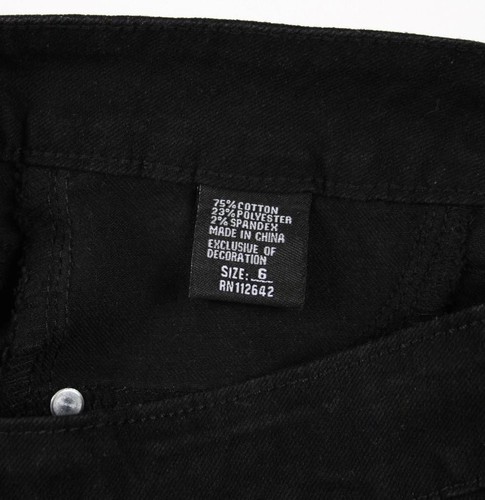 75% COTTON
23% POLYESTER
2% SPANDEX
MADE IN CHINA
EXCLUSIVE OF
DECORATION
SIZE: 6
RN112642